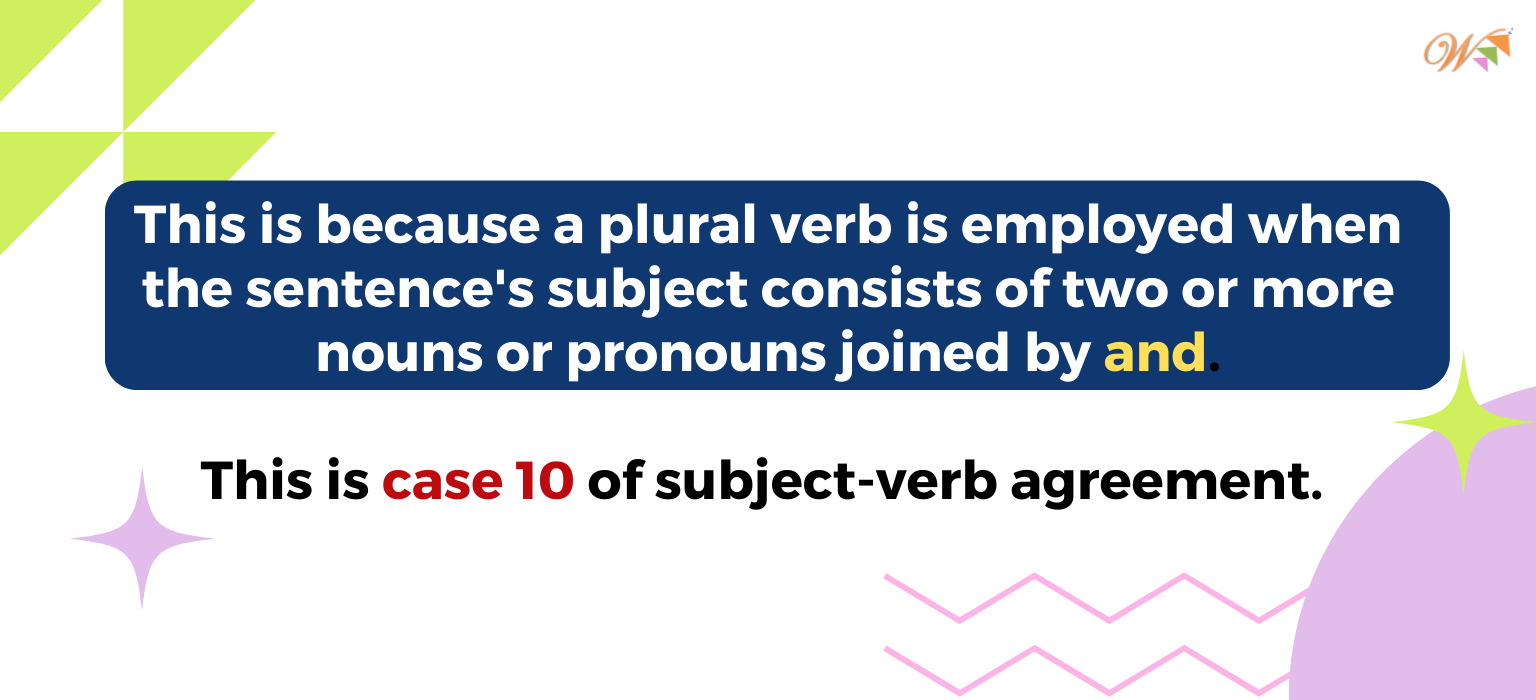 This is because a plural verb is employed when
the sentence's subject consists of two or more
nouns or pronouns joined by and.
This is case 10 of subject-verb agreement.